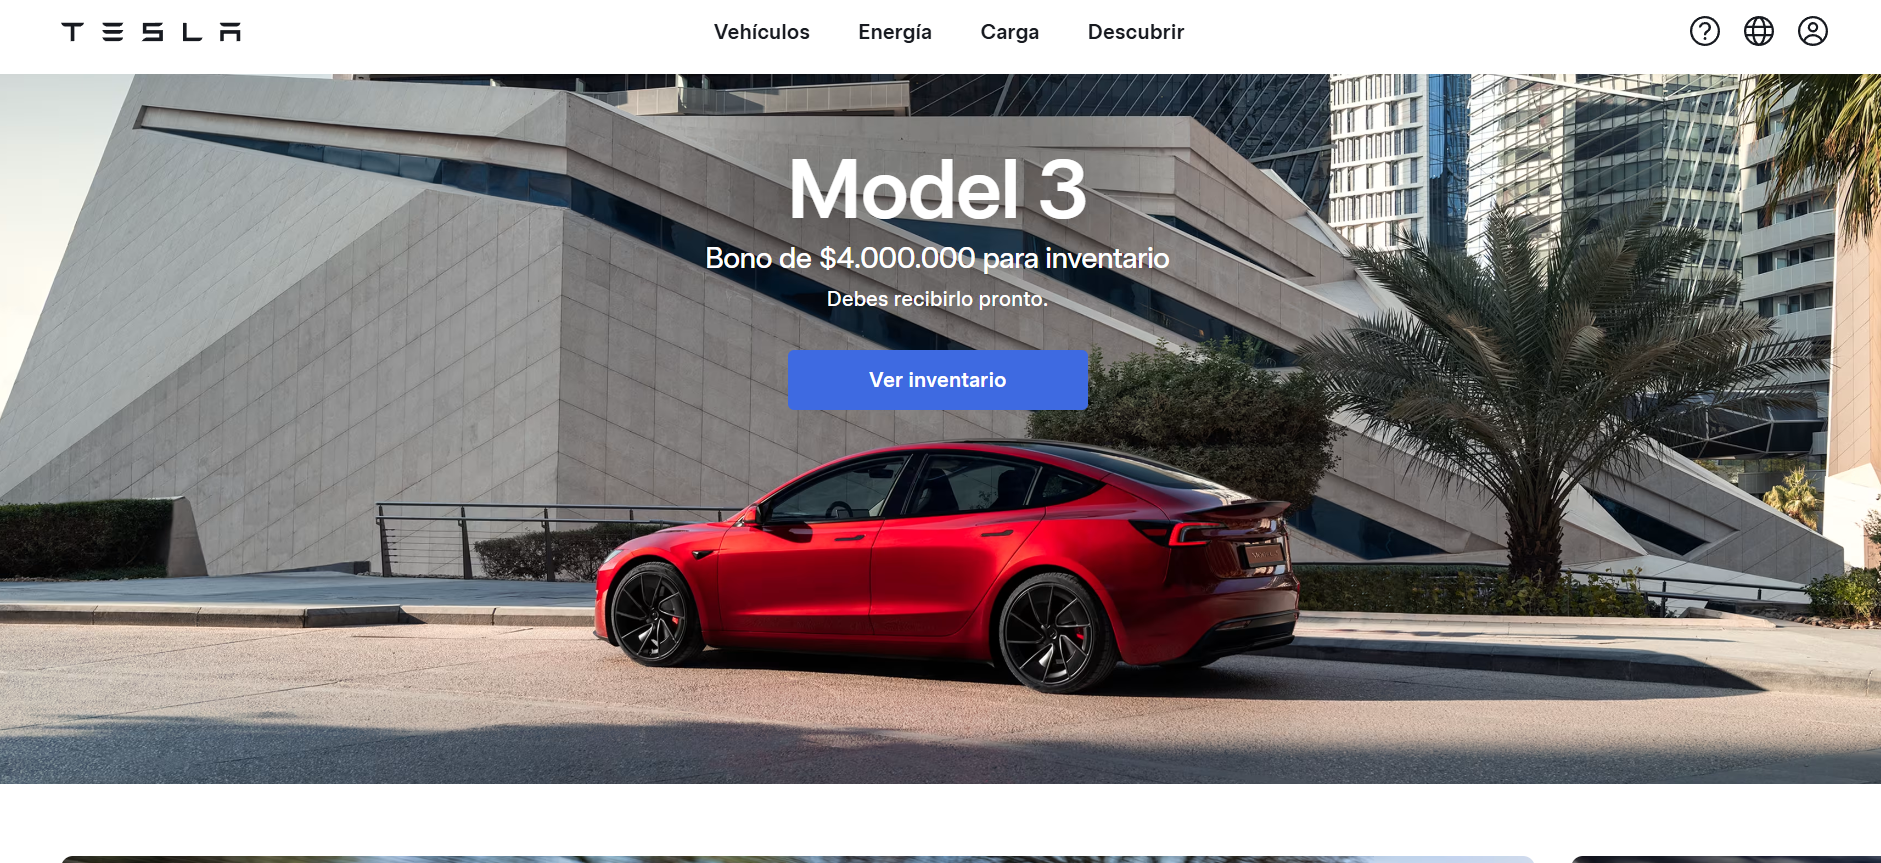 TESLA
Vehículos Energía Carga Descubrir
Model 3
Bono de $4.000.000 para inventario
Debes recibirlo pronto.
Ver inventario